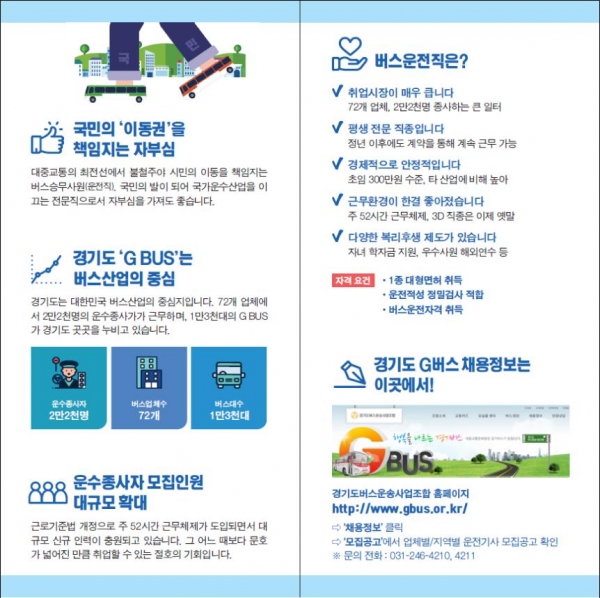 국
민
국민의 ‘이동권’을
책임지는 자부심
대중교통의 최전선에서 불철주야 시민의 이동을 책임지는
버스승무사원(운전직). 국민의 발이 되어 국가운수산업을 이
끄는 전문직으로서 자부심을 가져도 좋습니다.
경기도 ‘G BUS’는
버스산업의 중심
경기도는 대한민국 버스산업의 중심지입니다. 72개 업체에
서 2만2천명의 운수종사가가 근무하며, 1만3천대의 G BUS
가 경기도 곳곳을 누비고 있습니다.
운수종사자
2만2천명
버스업체수
72개
버스대수
1만3천대
운수종사자 모집인원
대규모 확대
근로기준법 개정으로 주 52시간 근무체제가 도입되면서 대
규모 신규 인력이 충원되고 있습니다. 그 어느 때보다 문호
가 넓어진 만큼 취업할 수 있는 절호의 기회입니다.
버스운전직은?
✓ 취업시장이 매우 큽니다
72개 업체, 2만2천명 종사하는 큰 일터
✓ 평생 전문 직종입니다
정년 이후에도 계약을 통해 계속 근무 가능
✓ 경제적으로 안정적입니다
초임 300만원 수준, 타 산업에 비해 높아
✓ 근무환경이 한결 좋아졌습니다
주 52시간 근무체제, 3D 직종은 이제 옛말
✓ 다양한 복리후생 제도가 있습니다
자녀 학자금 지원, 우수사원 해외연수 등
자격 요건
• 1종 대형면허 취득
• 운전적성 정밀검사 적합
• 버스운전자격 취득
경기도 G버스 채용정보는
이곳에서!
경기도버스운송사업조합
행복을 나르는 경기버스
G BUS
경기도버스운송사업조합 홈페이지
http://www.gbus.or.kr/
⇨ ‘채용정보’ 클릭
⇨ ‘모집공고’에서 업체별/지역별 운전기사 모집공고 확인
※ 문의 전화 : 031-246-4210, 4211